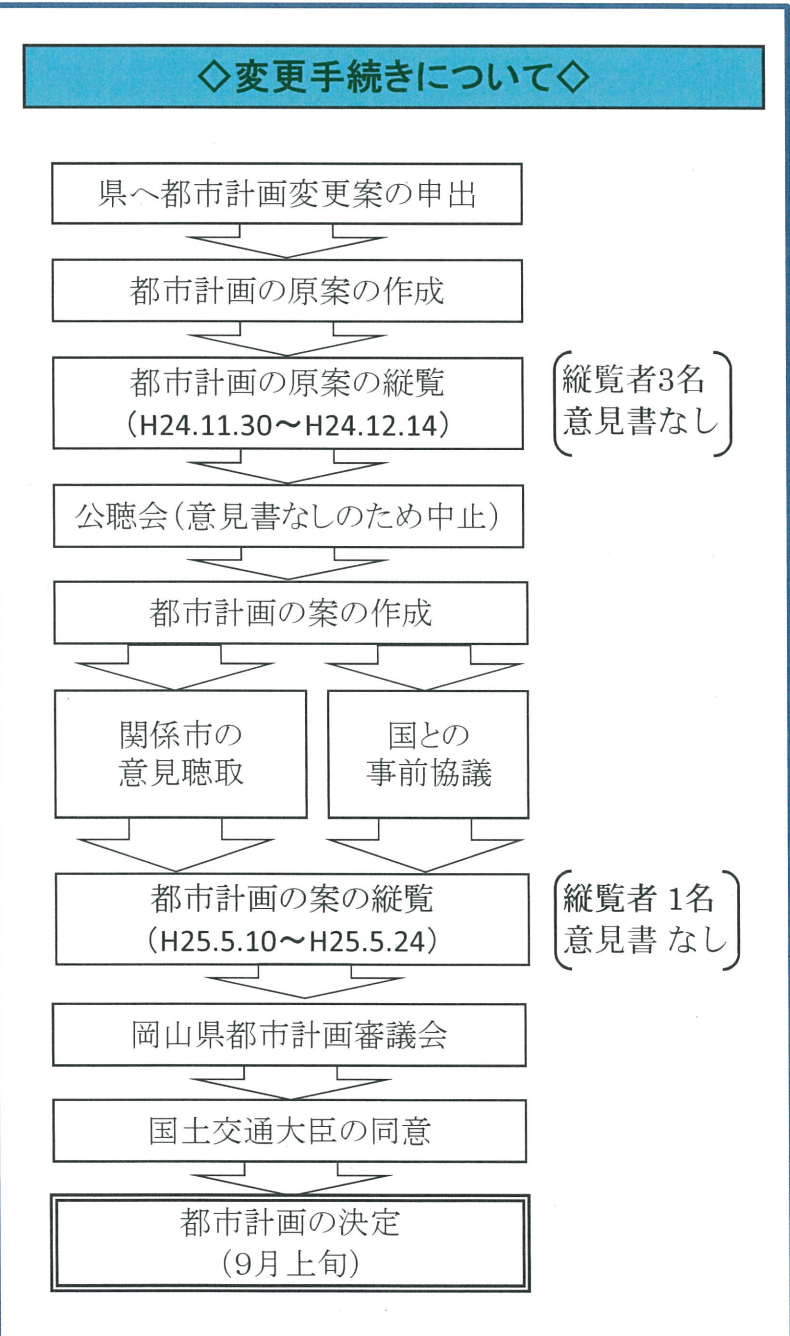 ◇変更手続きについて◇
県へ都市計画変更案の申出
都市計画の原案の作成
都市計画の原案の縦覧
（H24.11.30～H24.12.14）
縦覧者3名
意見書なし
公聴会（意見書なしのため中止）
都市計画の案の作成
関係市の
意見聴取
国との
事前協議
都市計画の案の縦覧
（H25.5.10～H25.5.24）
縦覧者 1名
意見書 なし
岡山県都市計画審議会
国土交通大臣の同意
都市計画の決定
（9月上旬）